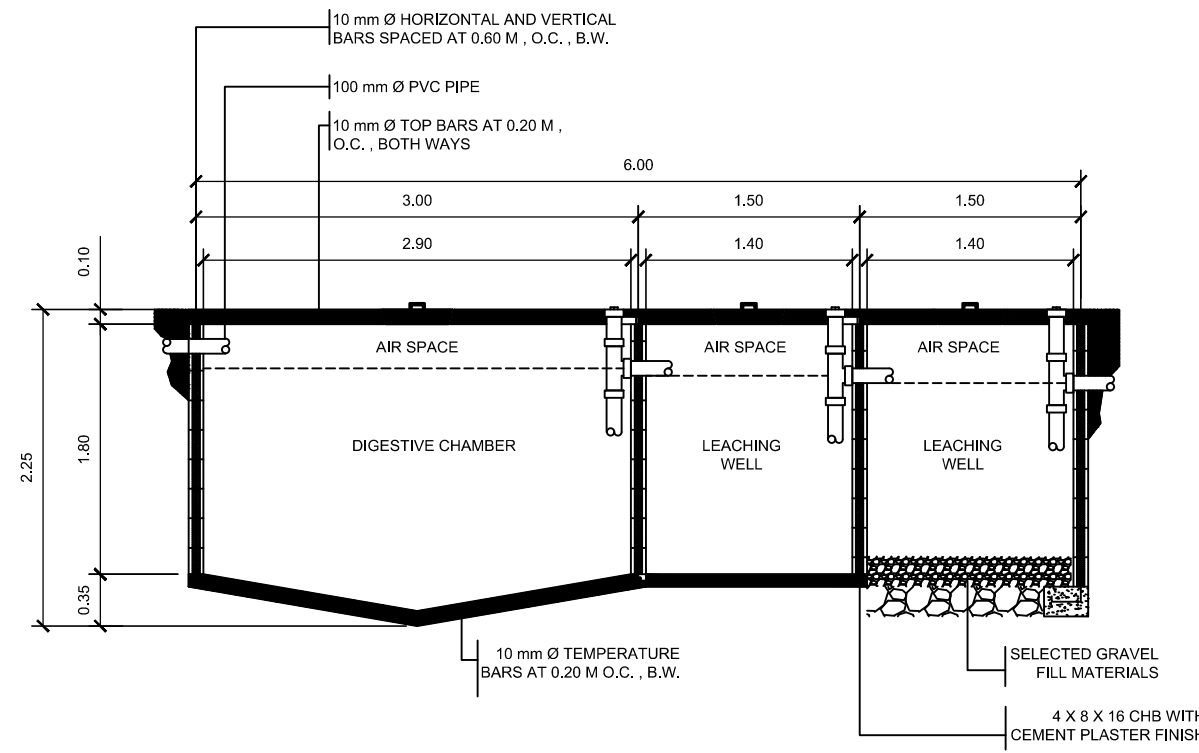 10 mm Ø HORIZONTAL AND VERTICAL
BARS SPACED AT 0.60 M , O.C. , B.W.
100 mm Ø PVC PIPE
10 mm Ø TOP BARS AT 0.20 M ,
O.C. , BOTH WAYS
6.00
3.00
1.50
1.50
2.90
1.40
1.40
0.10
2.25
1.80
0.35
AIR SPACE
AIR SPACE
AIR SPACE
DIGESTIVE CHAMBER
LEACHING
WELL
LEACHING
WELL
10 mm Ø TEMPERATURE
BARS AT 0.20 M O.C. , B.W.
SELECTED GRAVEL
FILL MATERIALS
4 X 8 X 16 CHB WITH
CEMENT PLASTER FINISH